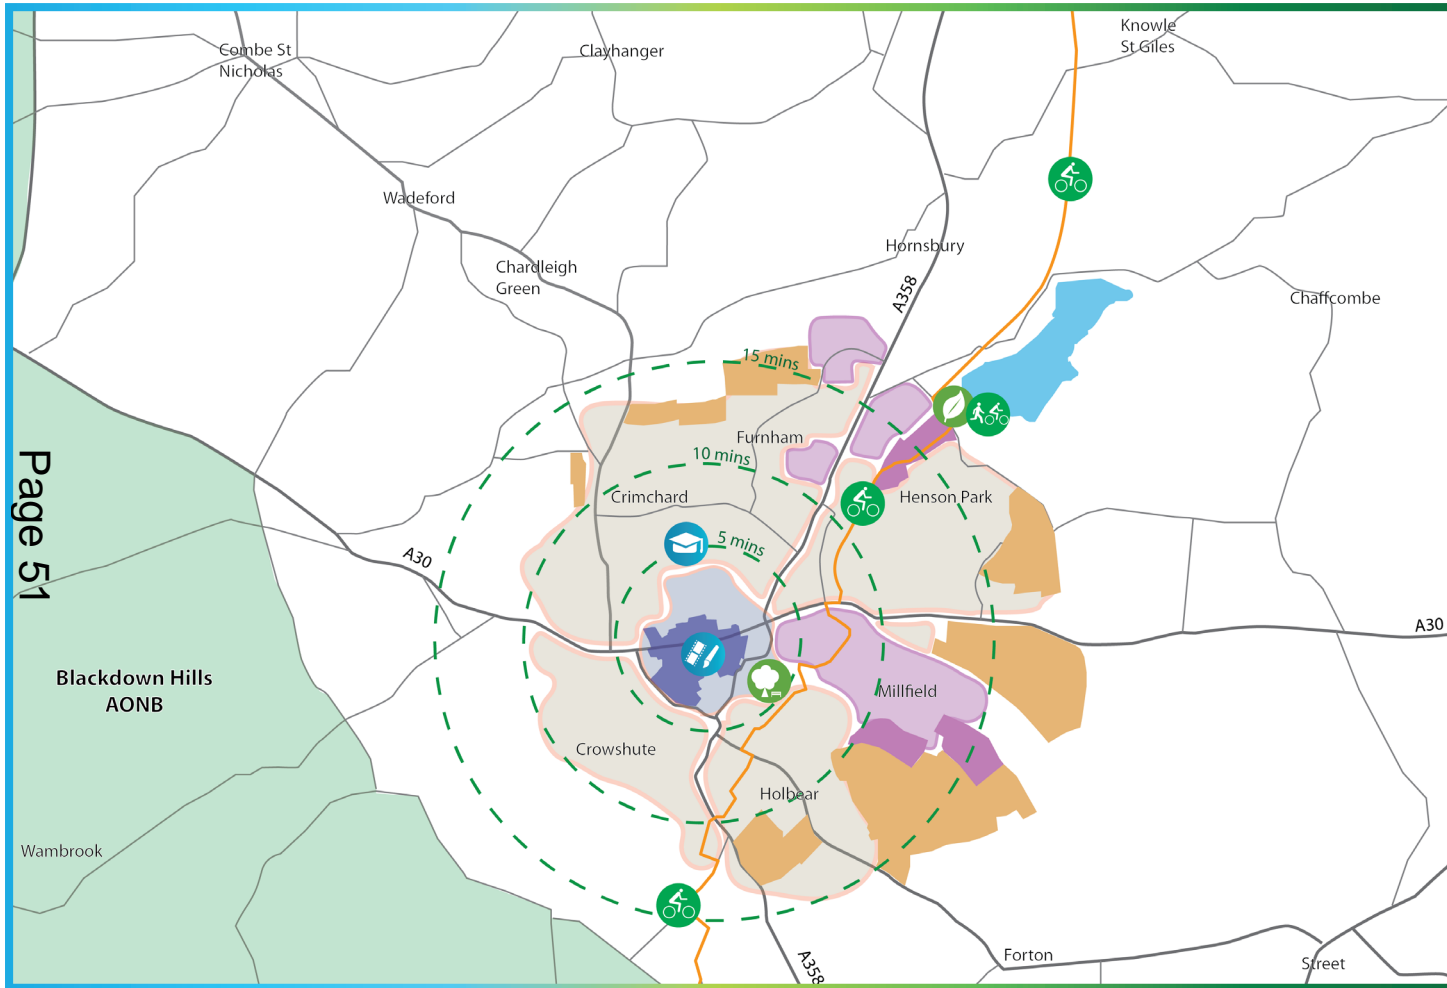 Knowle
St Giles
Combe St
Nicholas
Clayhanger
Wadeford
Hornsbury
Chardleigh
Green
A358
Chaffcombe
15 mins
Furnham
10 mins
Crimchard
Henson Park
Page 51
5 mins
A30
A30
Blackdown Hills
AONB
Millfield
Crowshute
Holbear
Wambrook
Forton
A358
Street